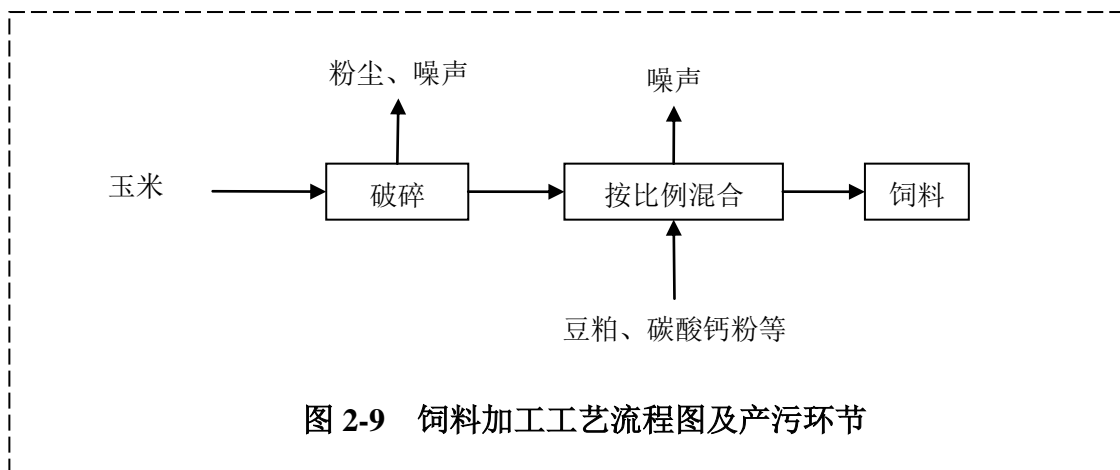 粉尘、噪声
噪声
玉米
破碎
按比例混合
饲料
豆粕、碳酸钙粉等
图 2-9 饲料加工工艺流程图及产污环节